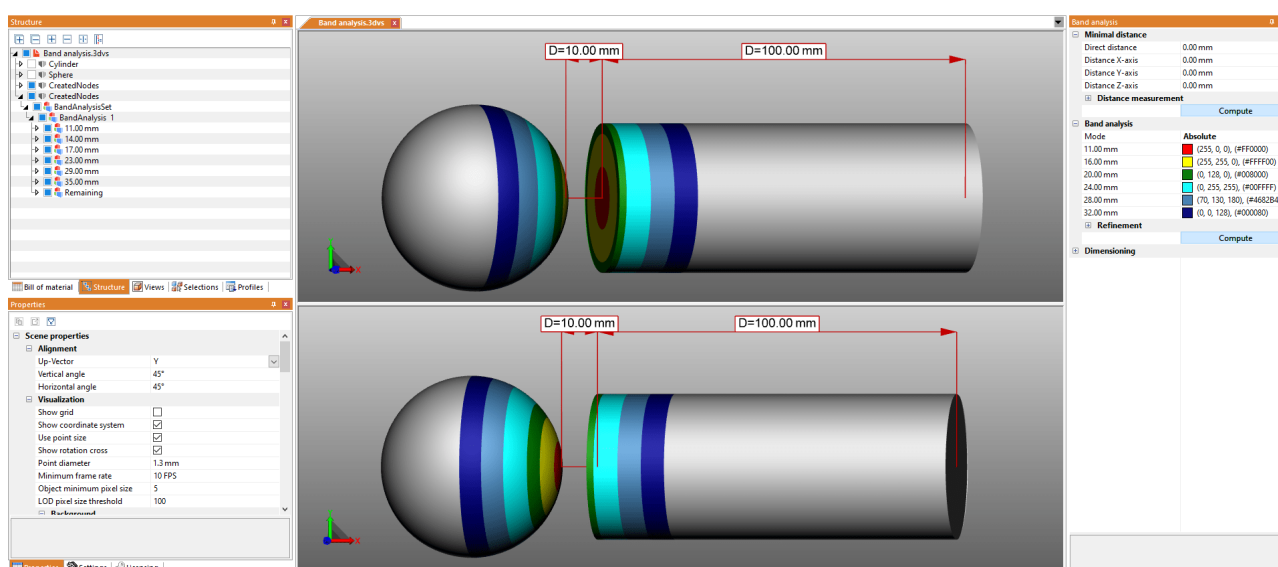 Structure
Band analysis.3dvs
Cylinder
Sphere
CreatedNodes
CreatedNodes
BandAnalysisSet
BandAnalysis 1
11.00 mm
14.00 mm
17.00 mm
23.00 mm
29.00 mm
35.00 mm
Remaining
Bill of material Structure Views Selections Profiles
Properties
Scene properties
Alignment
Up-Vector Y
Vertical angle 45°
Horizontal angle 45°
Visualization
Show grid
Show coordinate system
Use point size
Show rotation cross
Point diameter 1.3 mm
Minimum frame rate 10 FPS
Object minimum pixel size 5
LOD pixel size threshold 100
Background
Band analysis.3dvs x
D=10.00 mm D=100.00 mm
x
D=10.00 mm D=100.00 mm
x
Band analysis
Minimal distance
Direct distance 0.00 mm
Distance X-axis 0.00 mm
Distance Y-axis 0.00 mm
Distance Z-axis 0.00 mm
Distance measurement
Compute
Band analysis
Mode Absolute
11.00 mm (255, 0, 0), (#FF0000)
16.00 mm (255, 255, 0), (#FFFF00)
20.00 mm (0, 128, 0), (#008000)
24.00 mm (0, 255, 255), (#00FFFF)
28.00 mm (70, 130, 180), (#4682B4
32.00 mm (0, 0, 128), (#000080)
Refinement
Compute
Dimensioning